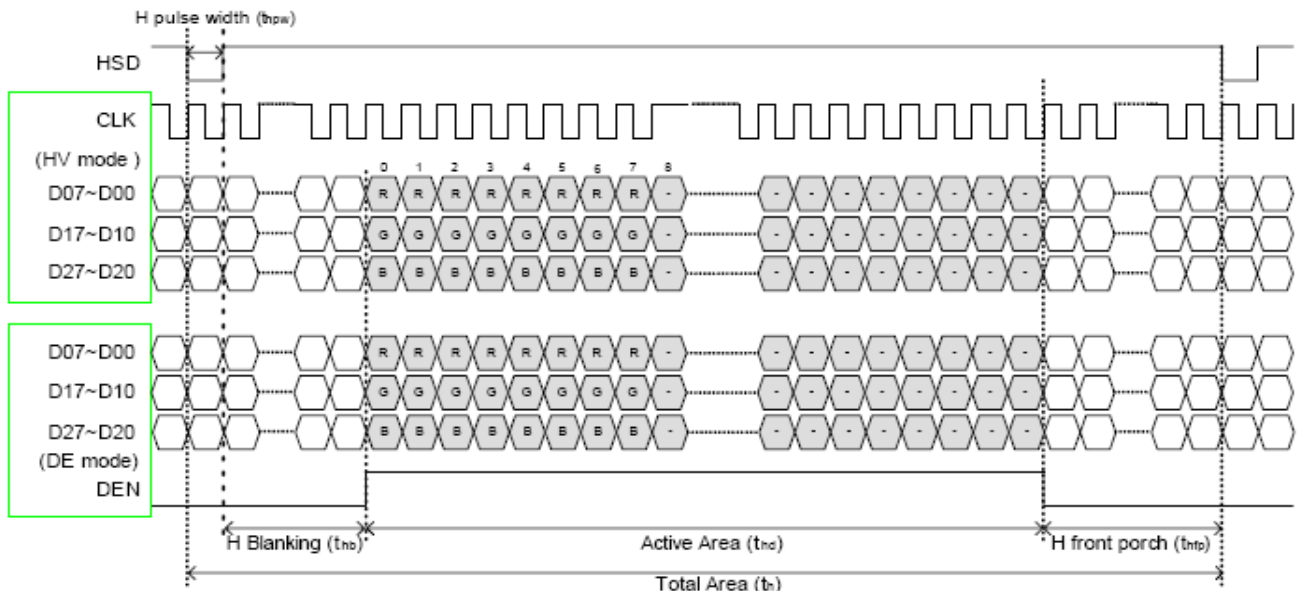 H pulse width (thpw)
HSD
CLK
(HV mode )
0 1 2 3 4 5 6 7 8
D07~D00 R R R R R R R R - - - - - - - - -
D17~D10 G G G G G G G G - - - - - - - - -
D27~D20 B B B B B B B B - - - - - - - - -
D07~D00 R R R R R R R R - - - - - - - - -
D17~D10 G G G G G G G G - - - - - - - - -
D27~D20 B B B B B B B B - - - - - - - - -
(DE mode)
DEN
H Blanking (thb) Active Area (thd) H front porch (thfp)
Total Area (th)